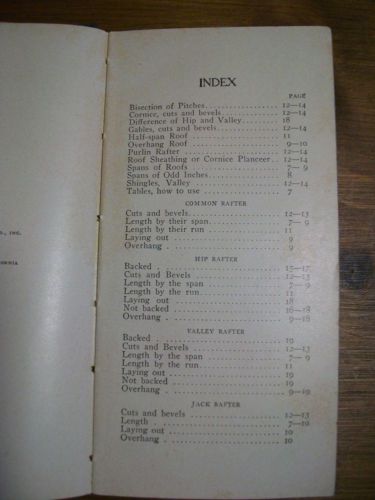 INDEX
PAGE
Bisection of Pitches 12—14
Cornice, cuts and bevels 12—14
Difference of Hip and Valley 18
Gables, cuts and bevels 12—14
Half-span Roof 11
Overhang Roof 9—10
Purlin Rafter 12—14
Roof Sheathing or Cornice Planceer 12—14
Spans of Roofs 7— 9
Spans of Odd Inches 8
Shingles, Valley 12—14
Tables, how to use 7
COMMON RAFTER
Cuts and bevels 12—13
Length by their span 7— 9
Length by their run 11
Laying out 9
Overhang 9
HIP RAFTER
Backed 15—17
Cuts and Bevels 12—13
Length by the span 7— 9
Length by the run 11
Laying out 18
Not backed 16—18
Overhang 9—18
VALLEY RAFTER
Backed 19
Cuts and Bevels 12—13
Length by the span 7— 9
Length by the run 11
Laying out 19
Not backed 19
Overhang 9—19
JACK RAFTER
Cuts and bevels 12—13
Length 7—10
Laying out 10
Overhang 10